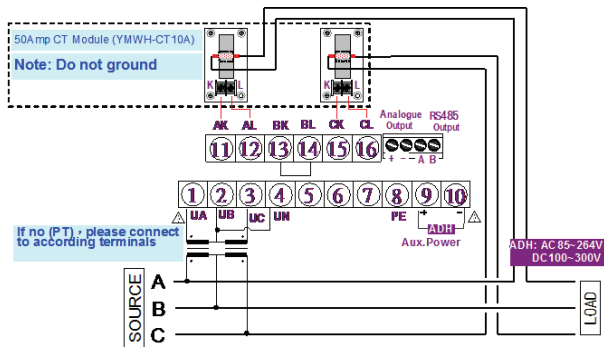 50Amp CT Module (YMWH-CT10A)
Note: Do not ground
K L
K L
AK AL BK BL CK CL
Analogue Output
RS485 Output
11 12 13 14 15 16
+ - A B
1 2 3 4 5 6 7 8 9 10
UA UB UC UN PE + -
ADH
Aux.Power
If no (PT) , please connect
to according terminals
ADH: AC 85~264V
DC100~300V
SOURCE
A
B
C
LOAD